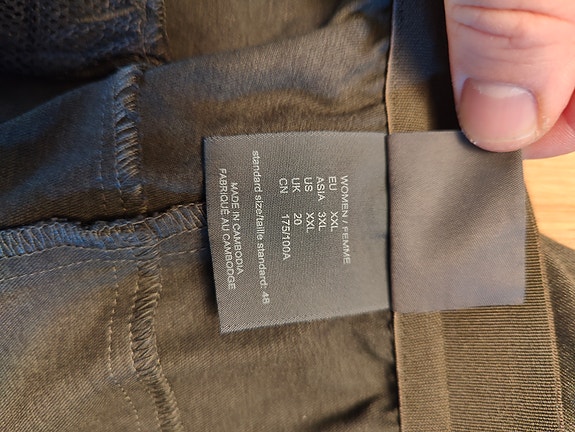 WOMEN / FEMME
EU XXL
ASIA 3XL
US XXL
UK 20
CN 175/100A
standard size/taille standard: 48
MADE IN CAMBODIA
FABRIQUÉ AU CAMBODGE